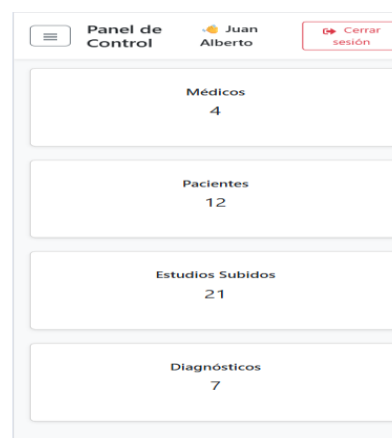 Panel de Control
👋 Juan Alberto
Cerrar sesión
Médicos
4
Pacientes
12
Estudios Subidos
21
Diagnósticos
7